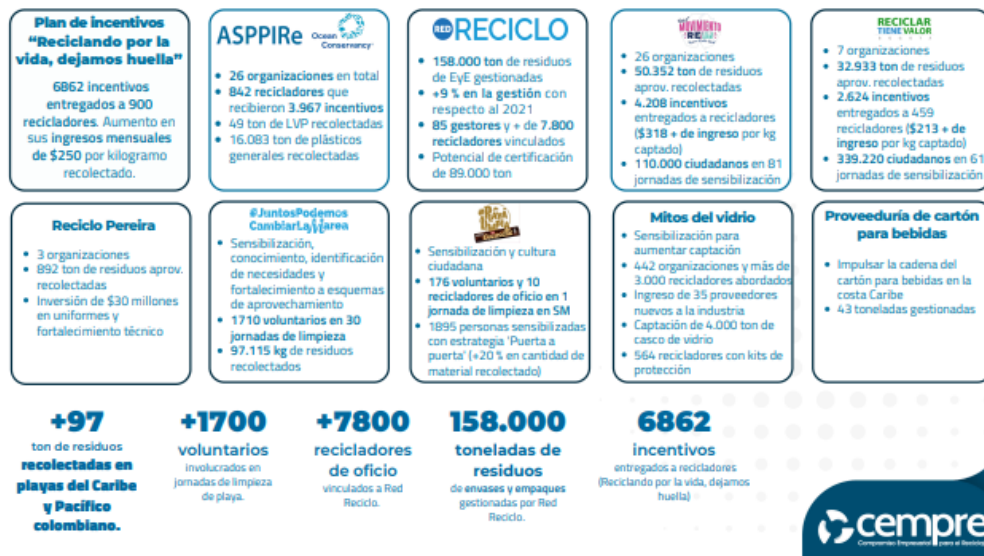 Plan de incentivos
“Reciclando por la
vida, dejamos huella”
6862 incentivos
entregados a 900
recicladores. Aumento en
sus ingresos mensuales
de $250 por kilogramo
recolectado.
ASPPIRe Ocean Conservancy
• 26 organizaciones en total
• 842 recicladores que
recibieron 3.967 incentivos
• 49 ton de LVP recolectadas
• 16.083 ton de plásticos
generales recolectadas
RED RECICLO
• 158.000 ton de residuos
de EyE gestionadas
• +9 % en la gestión con
respecto al 2021
• 85 gestores y + de 7.800
recicladores vinculados
• Potencial de certificación
de 89.000 ton
MOVIMIENTO
RE
• 26 organizaciones
• 50.352 ton de residuos
aprov. recolectadas
• 4.208 incentivos
entregados a recicladores
($318 + de ingreso por kg
captado)
• 110.000 ciudadanos en 81
jornadas de sensibilización
RECICLAR
TIENE VALOR
• 7 organizaciones
• 32.933 ton de residuos
aprov. recolectadas
• 2.624 incentivos
entregados a 459
recicladores ($213 + de
ingreso por kg captado)
• 339.220 ciudadanos en 61
jornadas de sensibilización
Reciclo Pereira
• 3 organizaciones
• 892 ton de residuos aprov.
recolectadas
• Inversión de $30 millones
en uniformes y
fortalecimiento técnico
#JuntosPodemos
CambiarLaMarea
• Sensibilización,
conocimiento, identificación
de necesidades y
fortalecimiento a esquemas
de aprovechamiento
• 1710 voluntarios en 30
jornadas de limpieza
• 97.115 kg de residuos
recolectados
PLAYA
• Sensibilización y cultura
ciudadana
• 176 voluntarios y 10
recicladores de oficio en 1
jornada de limpieza en SM
• 1895 personas sensibilizadas
con estrategia 'Puerta a
puerta' (+20 % en cantidad de
material recolectado)
Mitos del vidrio
• Sensibilización para
aumentar captación
• 442 organizaciones y más de
3.000 recicladores abordados
• Ingreso de 35 proveedores
nuevos a la industria
• Captación de 4.000 ton de
casco de vidrio
• 564 recicladores con kits de
protección
Proveeduría de cartón
para bebidas
• Impulsar la cadena del
cartón para bebidas en la
costa Caribe
• 43 toneladas gestionadas
+97
ton de residuos
recolectadas en
playas del Caribe
y Pacífico
colombiano.
+1700
voluntarios
involucrados en
jornadas de limpieza
de playa.
+7800
recicladores
de oficio
vinculados a Red
Reciclo.
158.000
toneladas de
residuos
de envases y empaques
gestionadas por Red
Reciclo.
6862
incentivos
entregados a recicladores
(Reciclando por la vida, dejamos
huella)
cempre
Compromiso Empresarial para el Reciclaje